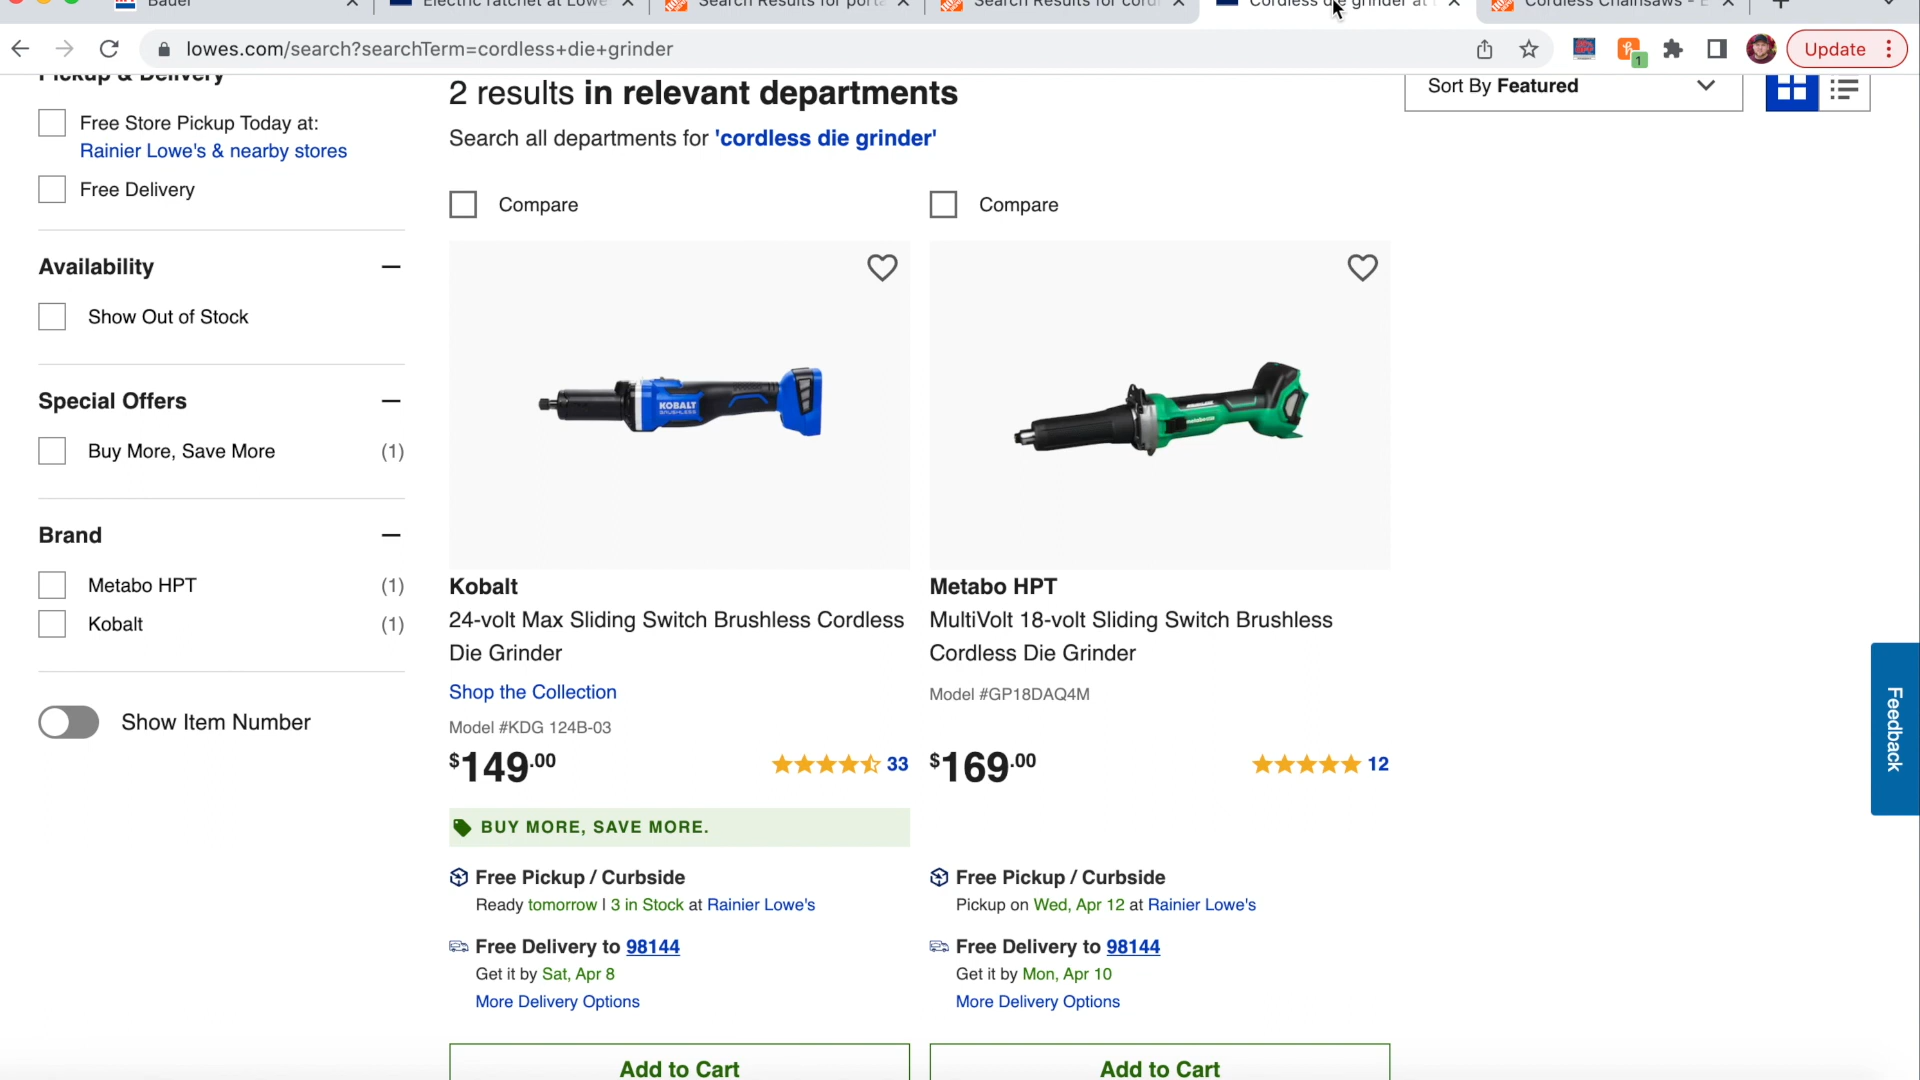 Bauer
Electric ratchet at Lowe
Search Results for porta
Search Results for cord
Cordless die grinder at
Cordless Chainsaws - E
lowes.com/search?searchTerm=cordless+die+grinder
1
Update
Pickup & Delivery
Free Store Pickup Today at:
Rainier Lowe's & nearby stores
Free Delivery
Availability
Show Out of Stock
Special Offers
Buy More, Save More (1)
Brand
Metabo HPT (1)
Kobalt (1)
Show Item Number
2 results in relevant departments
Sort By Featured
Search all departments for 'cordless die grinder'
Compare
KOBALT
BRUSHLESS
Kobalt
24-volt Max Sliding Switch Brushless Cordless
Die Grinder
Shop the Collection
Model #KDG 124B-03
$149.00
33
BUY MORE, SAVE MORE.
Free Pickup / Curbside
Ready tomorrow | 3 in Stock at Rainier Lowe's
Free Delivery to 98144
Get it by Sat, Apr 8
More Delivery Options
Add to Cart
Compare
Metabo HPT
MultiVolt 18-volt Sliding Switch Brushless
Cordless Die Grinder
Model #GP18DAQ4M
$169.00
12
Free Pickup / Curbside
Pickup on Wed, Apr 12 at Rainier Lowe's
Free Delivery to 98144
Get it by Mon, Apr 10
More Delivery Options
Add to Cart
Feedback